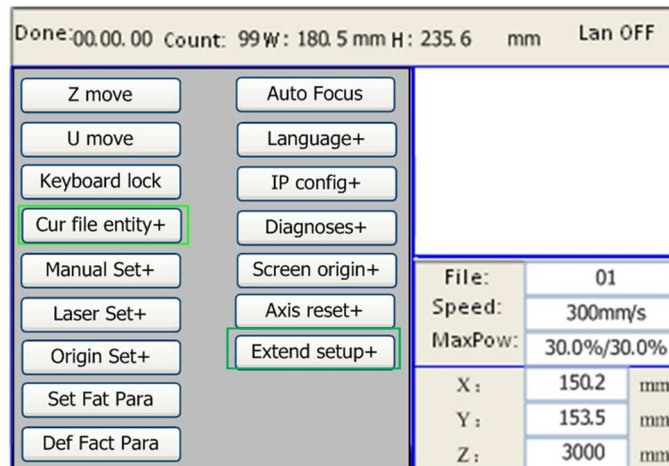 Done:00.00.00 Count: 99 W: 180.5 mm H: 235.6 mm Lan OFF
Z move
U move
Keyboard lock
Cur file entity+
Manual Set+
Laser Set+
Origin Set+
Set Fat Para
Def Fact Para
Auto Focus
Language+
IP config+
Diagnoses+
Screen origin+
Axis reset+
Extend setup+
File: 01
Speed: 300mm/s
MaxPow: 30.0%/30.0%
X: 150.2 mm
Y: 153.5 mm
Z: 3000 mm